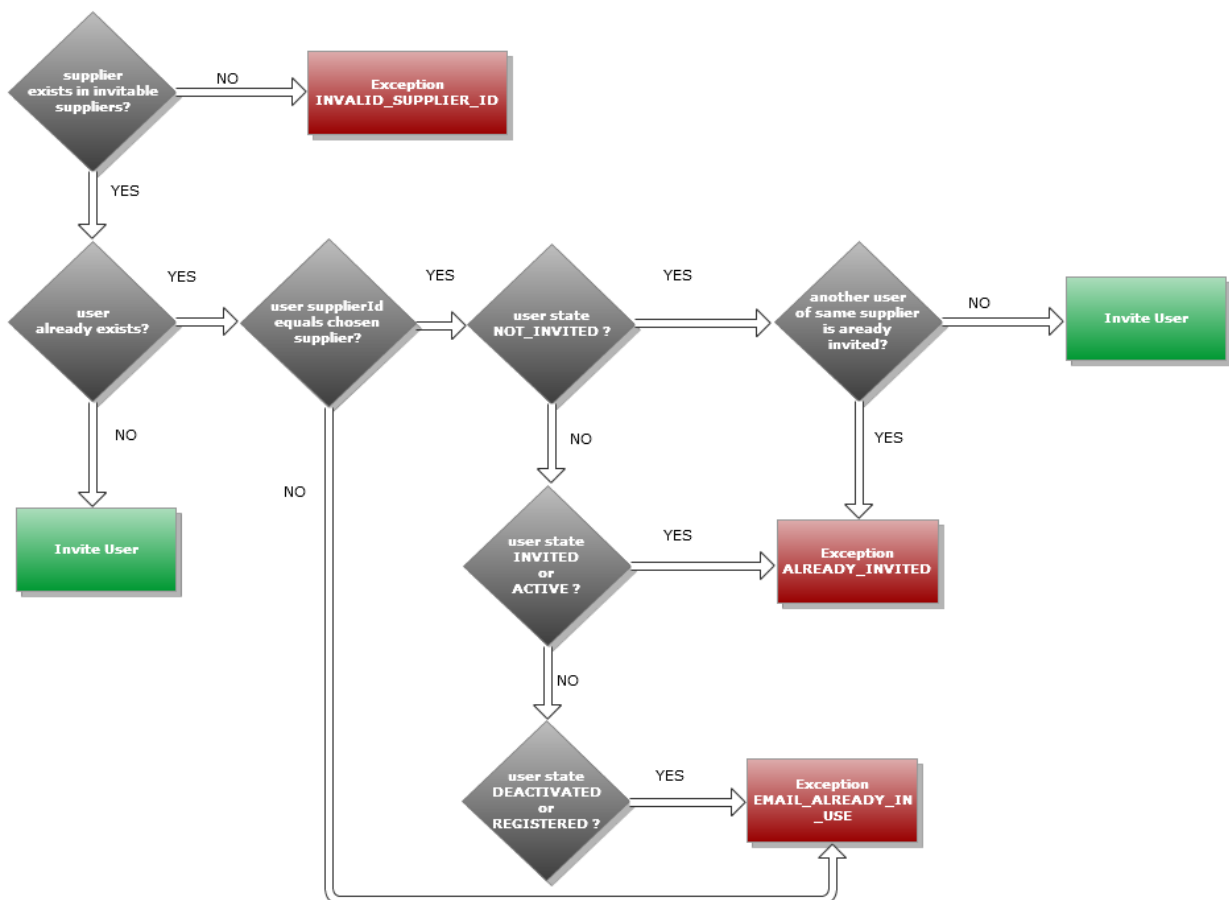 supplier
exists in invitable
suppliers?
NO
Exception
INVALID_SUPPLIER_ID
YES
user
already exists?
YES
user supplierId
equals chosen
supplier?
YES
user state
NOT_INVITED ?
YES
another user
of same supplier
is aready
invited?
NO
Invite User
NO
Invite User
NO
NO
YES
user state
INVITED
or
ACTIVE ?
YES
Exception
ALREADY_INVITED
NO
user state
DEACTIVATED
or
REGISTERED ?
YES
Exception
EMAIL_ALREADY_IN
_USE